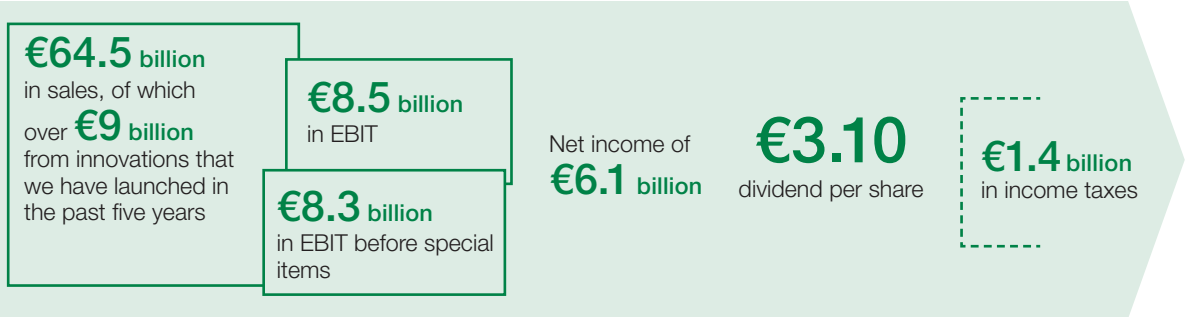 €64.5 billion
in sales, of which
over €9 billion
from innovations that
we have launched in
the past five years
€8.5 billion
in EBIT
€8.3 billion
in EBIT before special
items
Net income of
€6.1 billion
€3.10
dividend per share
€1.4 billion
in income taxes